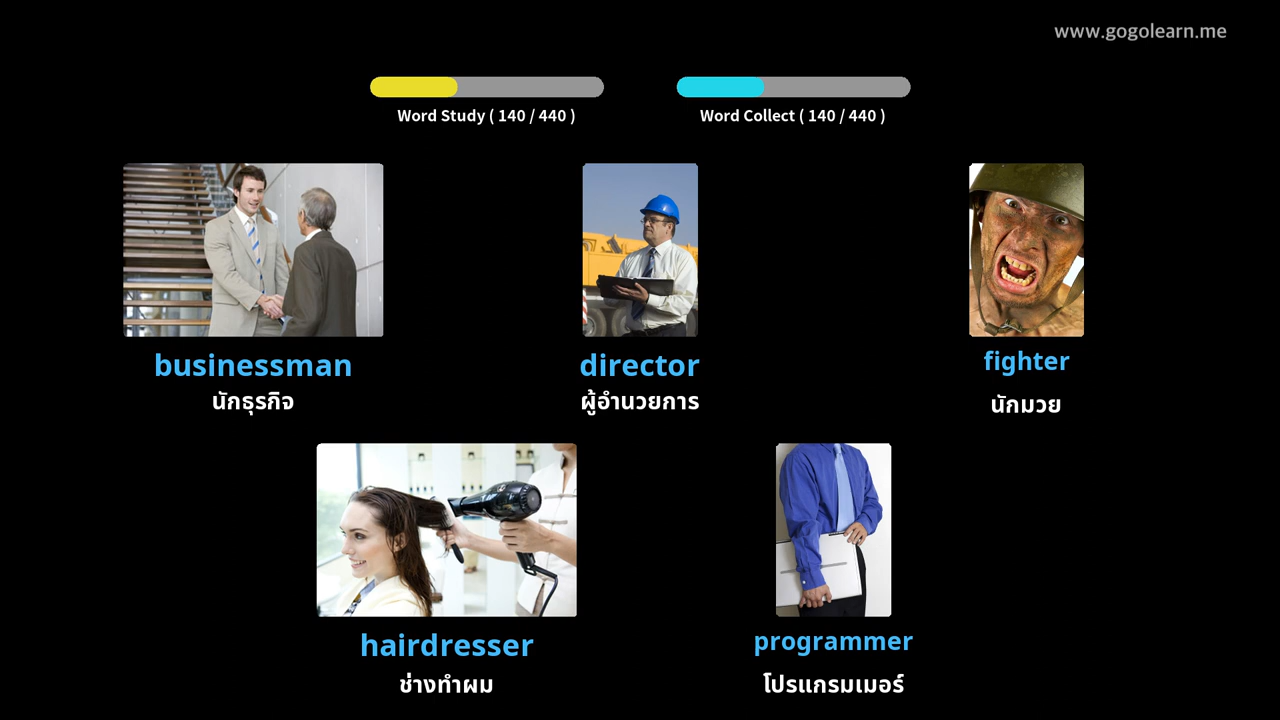 www.gogolearn.me
Word Study ( 140 / 440 )
Word Collect ( 140 / 440 )
businessman
นักธุรกิจ
director
ผู้อำนวยการ
fighter
นักมวย
hairdresser
ช่างทำผม
programmer
โปรแกรมเมอร์